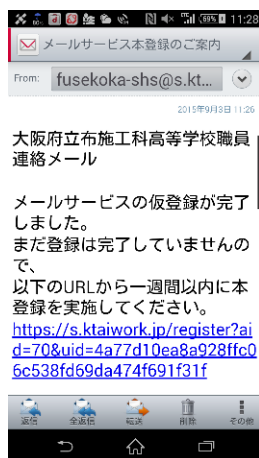 69% 11:28
メールサービス本登録のご案内
From: fusekoka-shs@s.kt...
2015年9月3日 11:26
大阪府立布施工科高等学校職員
連絡メール
メールサービスの仮登録が完了
しました。
まだ登録は完了していませんの
で、
以下のURLから一週間以内に本
登録を実施してください。
https://s.ktaiwork.jp/register?ai
d=70&uid=4a77d10ea8a928ffc0
6c538fd69da474f691f31f
返信 全返信 転送 削除 その他